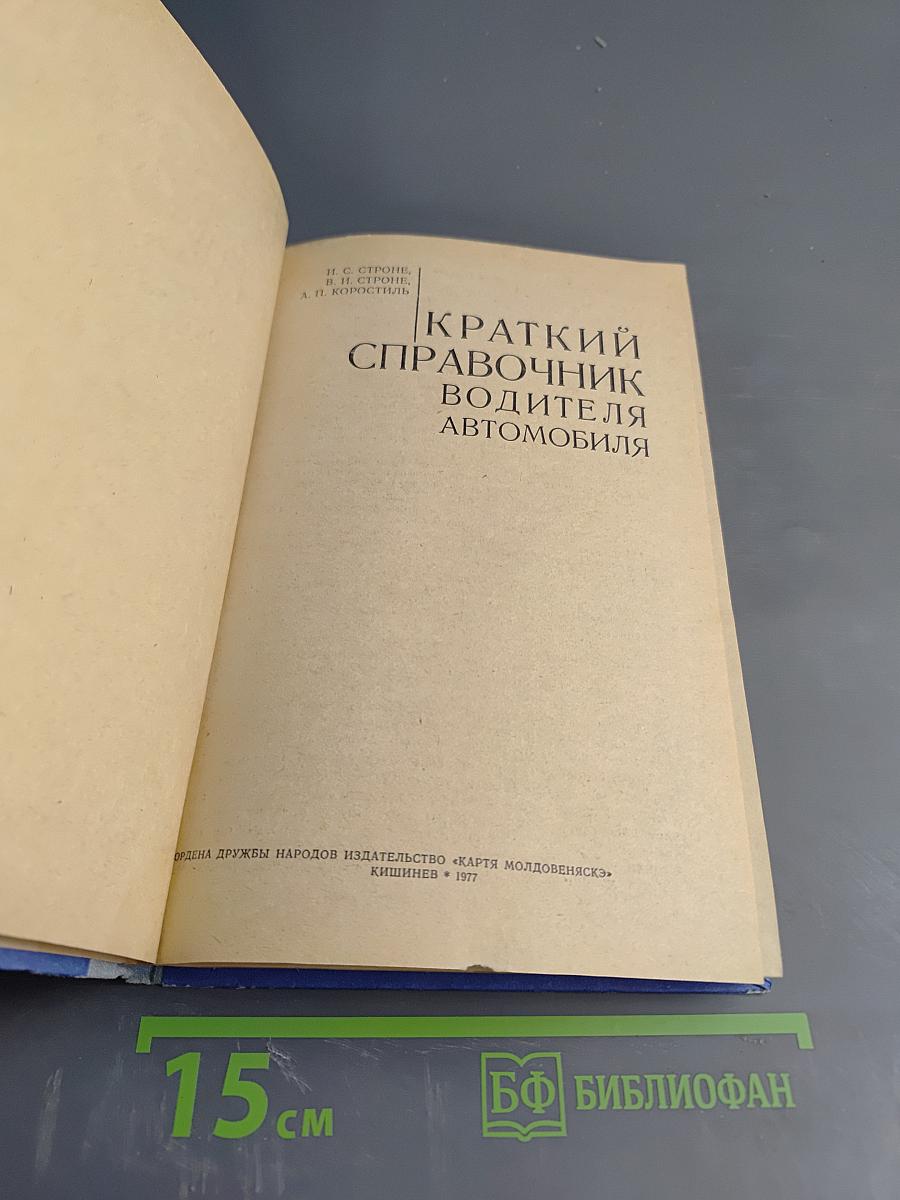 И. С. СТРОНЕ,
В. И. СТРОНЕ,
А. П. КОРОСТИЛЬ
КРАТКИЙ
СПРАВОЧНИК
ВОДИТЕЛЯ
АВТОМОБИЛЯ
ОРДЕНА ДРУЖБЫ НАРОДОВ ИЗДАТЕЛЬСТВО «КАРТЯ МОЛДОВЕНЯСКЭ»
КИШИНЕВ * 1977
15 см
БФ БИБЛИОФАН